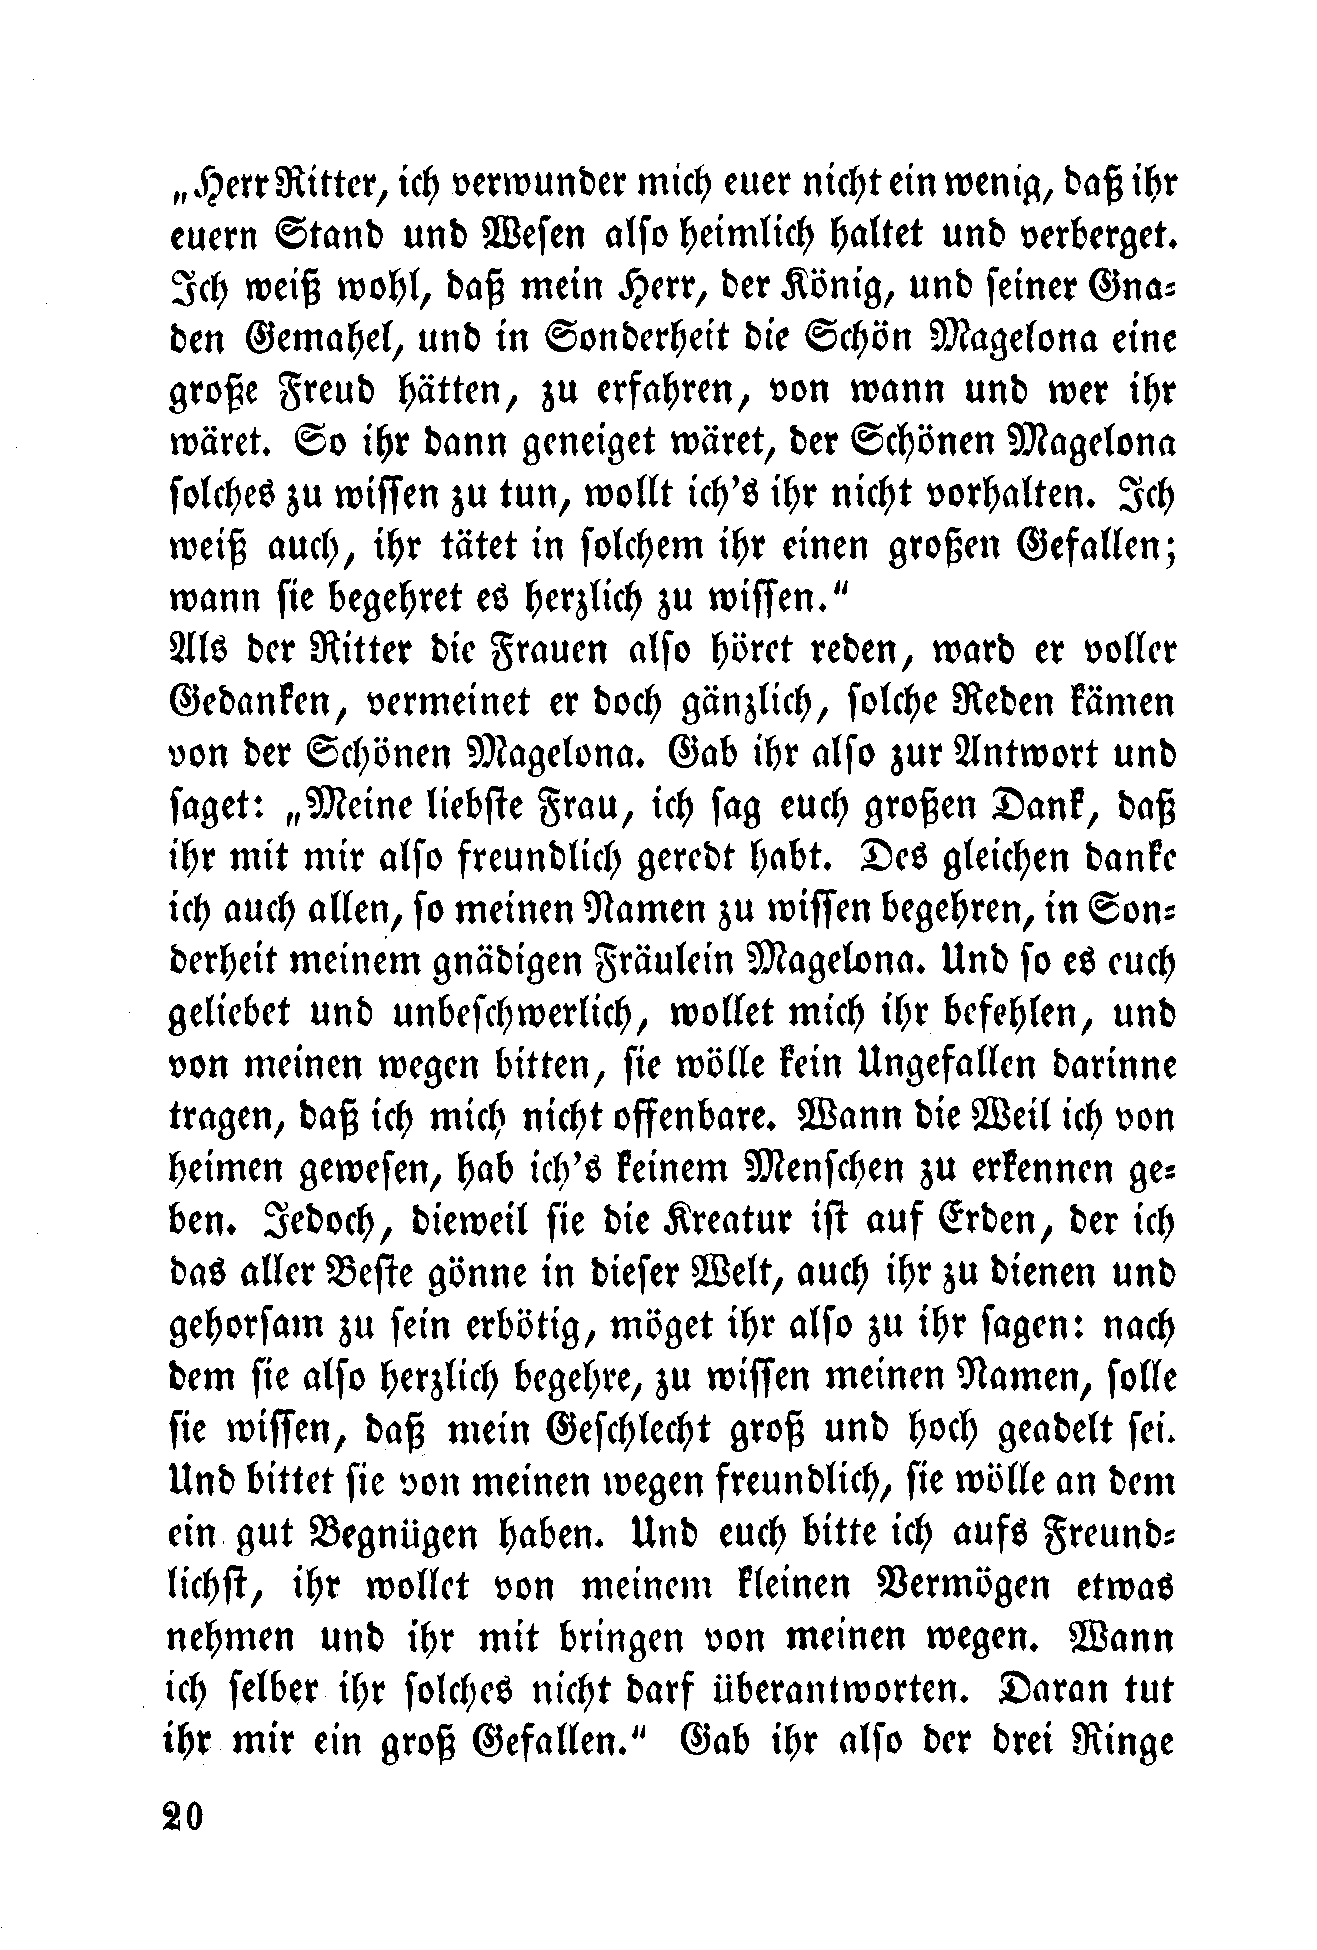 „Herr Ritter, ich verwunder mich euer nicht ein wenig, daß ihr
euern Stand und Wesen also heimlich haltet und verberget.
Ich weiß wohl, daß mein Herr, der König, und seiner Gna-
den Gemahel, und in Sonderheit die Schön Magelona eine
große Freud hätten, zu erfahren, von wann und wer ihr
wäret. So ihr dann geneiget wäret, der Schönen Magelona
solches zu wissen zu tun, wollt ich's ihr nicht vorhalten. Ich
weiß auch, ihr tätet in solchem ihr einen großen Gefallen;
wann sie begehret es herzlich zu wissen.“
Als der Ritter die Frauen also höret reden, ward er voller
Gedanken, vermeinet er doch gänzlich, solche Reden kämen
von der Schönen Magelona. Gab ihr also zur Antwort und
saget: „Meine liebste Frau, ich sag euch großen Dank, daß
ihr mit mir also freundlich geredt habt. Des gleichen danke
ich auch allen, so meinen Namen zu wissen begehren, in Son-
derheit meinem gnädigen Fräulein Magelona. Und so es euch
geliebet und unbeschwerlich, wollet mich ihr befehlen, und
von meinen wegen bitten, sie wölle kein Ungefallen darinne
tragen, daß ich mich nicht offenbare. Wann die Weil ich von
heimen gewesen, hab ich's keinem Menschen zu erkennen ge-
ben. Jedoch, dieweil sie die Kreatur ist auf Erden, der ich
das aller Beste gönne in dieser Welt, auch ihr zu dienen und
gehorsam zu sein erbötig, möget ihr also zu ihr sagen: nach
dem sie also herzlich begehre, zu wissen meinen Namen, solle
sie wissen, daß mein Geschlecht groß und hoch geadelt sei.
Und bittet sie von meinen wegen freundlich, sie wölle an dem
ein gut Begnügen haben. Und euch bitte ich aufs Freund-
lichst, ihr wollet von meinem kleinen Vermögen etwas
nehmen und ihr mit bringen von meinen wegen. Wann
ich selber ihr solches nicht darf überantworten. Daran tut
ihr mir ein groß Gefallen.“ Gab ihr also der drei Ringe
20